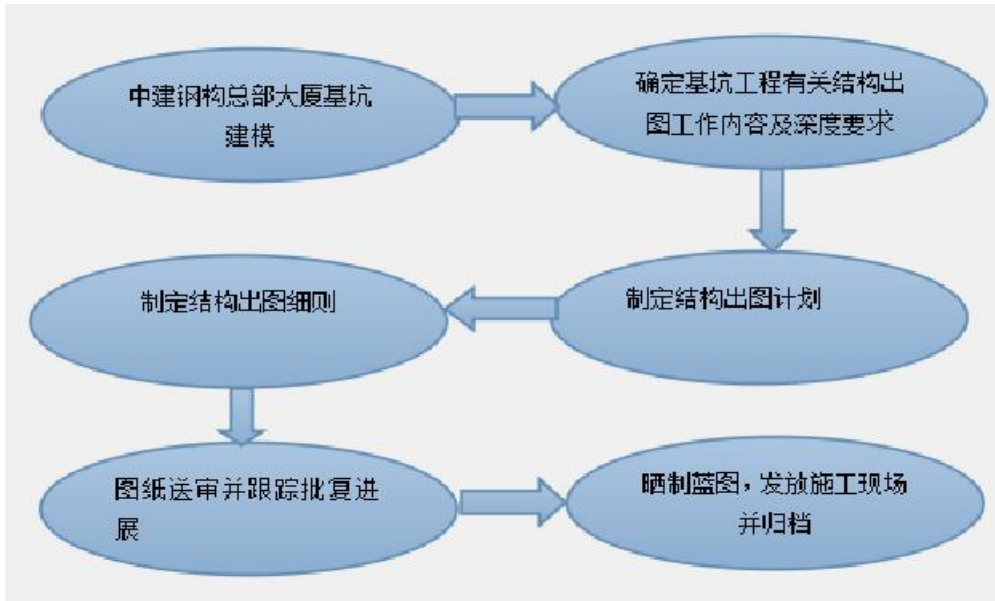 中建钢构总部大厦基坑
建模
确定基坑工程有关结构出
图工作内容及深度要求
制定结构出图计划
制定结构出图细则
图纸送审并跟踪批复进
展
晒制蓝图，发放施工现场
并归档